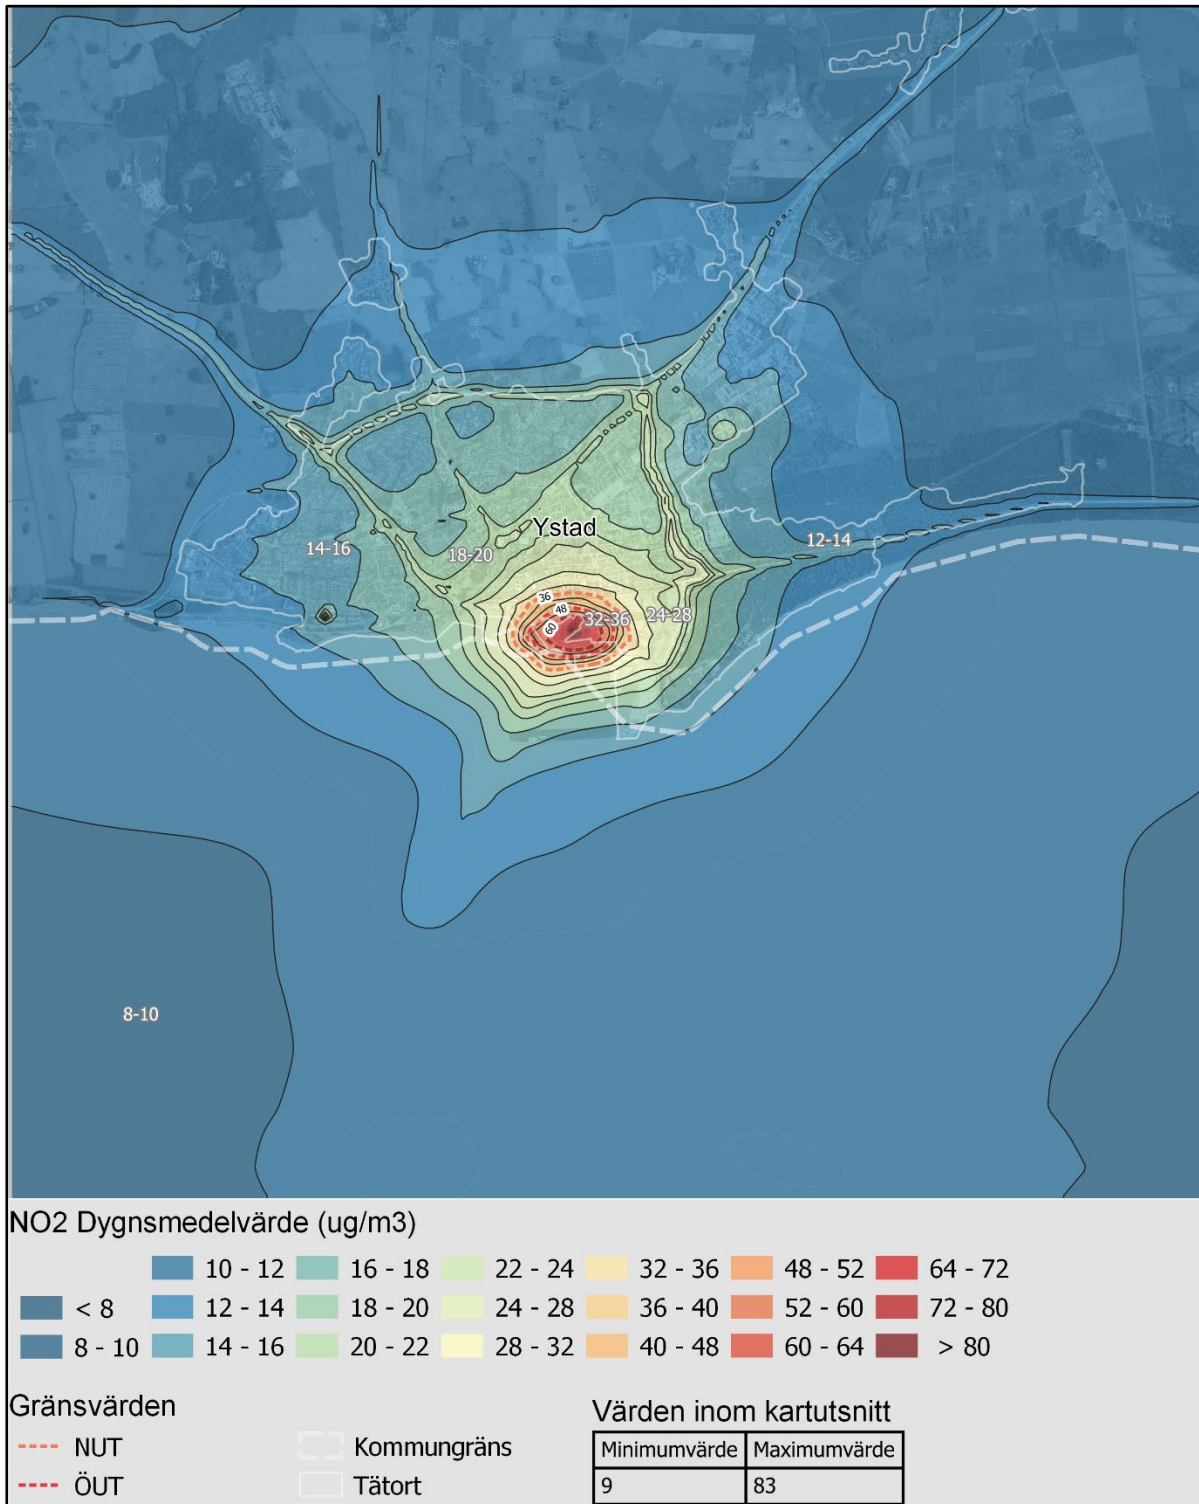 Ystad
36
48
60
32-36
24-28
18-20
14-16
12-14
8-10
NO2 Dygnsmedelvärde (ug/m3)
10 - 12 16 - 18 22 - 24 32 - 36 48 - 52 64 - 72
< 8 12 - 14 18 - 20 24 - 28 36 - 40 52 - 60 72 - 80
8 - 10 14 - 16 20 - 22 28 - 32 40 - 48 60 - 64 > 80
Gränsvärden
NUT
ÖUT
Kommungräns
Tätort
Värden inom kartutsnitt
Minimumvärde Maximumvärde
9 83